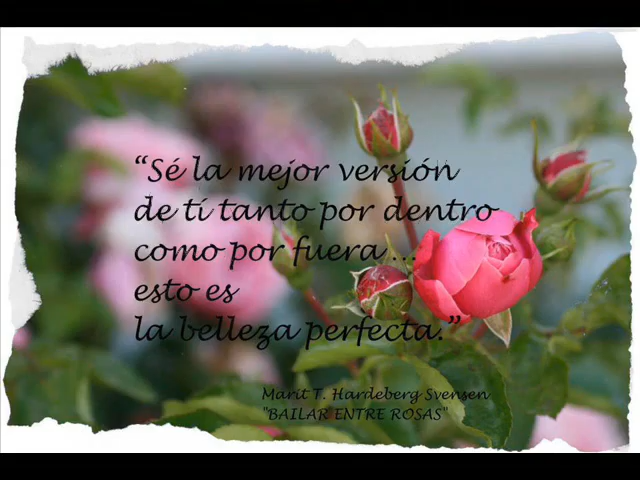 “Sé la mejor versión
de tí tanto por dentro
como por fuera ...
esto es
la belleza perfecta.”
Marit T. Hardeberg Svensen
"BAILAR ENTRE ROSAS"